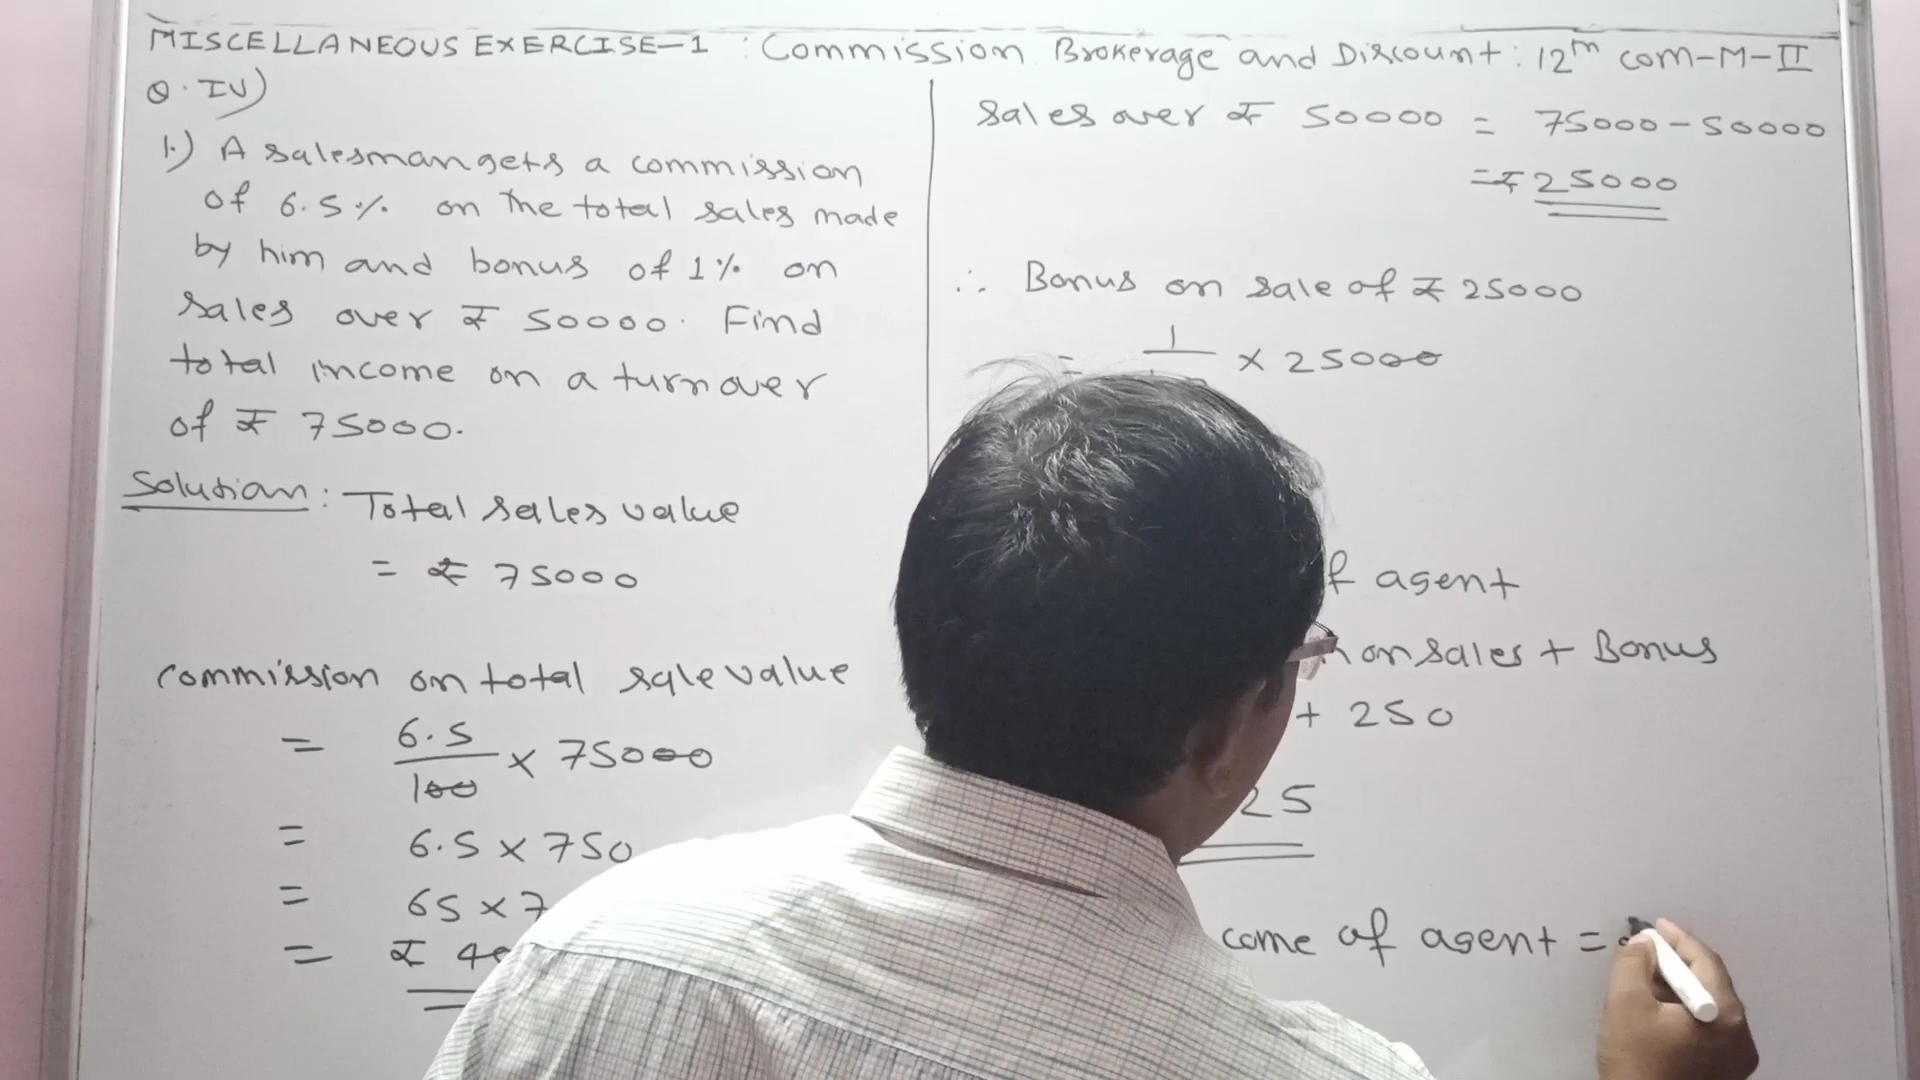 MISCELLANEOUS EXERCISE-1 : Commission Brokerage and Discount : 12th com-M-II
Q. IV)
1.) A salesman gets a commission
of 6.5% on the total sales made
by him and bonus of 1% on
sales over ₹ 50000. Find
total income on a turnover
of ₹ 75000.
Solution: Total sales value
= ₹ 75000
commission on total sale value
= 6.5/100 × 75000
= 6.5 × 750
= 65 × 7
= ₹ 4
sales over ₹ 50000 = 75000-50000
= ₹ 25000
∴ Bonus on sale of ₹ 25000
= 1 × 25000
f agent
n on sales + Bonus
+ 250
25
come of agent =